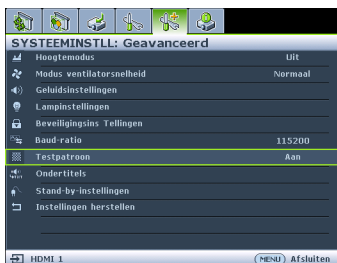 SYSTEEMINSTLL: Geavanceerd
Hoogtemodus Uit
Modus ventilatorsnelheid Normaal
Geluidsinstellingen
Lampinstellingen
Beveiligingsins Tellingen
Baud-ratio 115200
Testpatroon Aan
Ondertitels
Stand-by-instellingen
Instellingen herstellen
HDMI 1 MENU Afsluiten